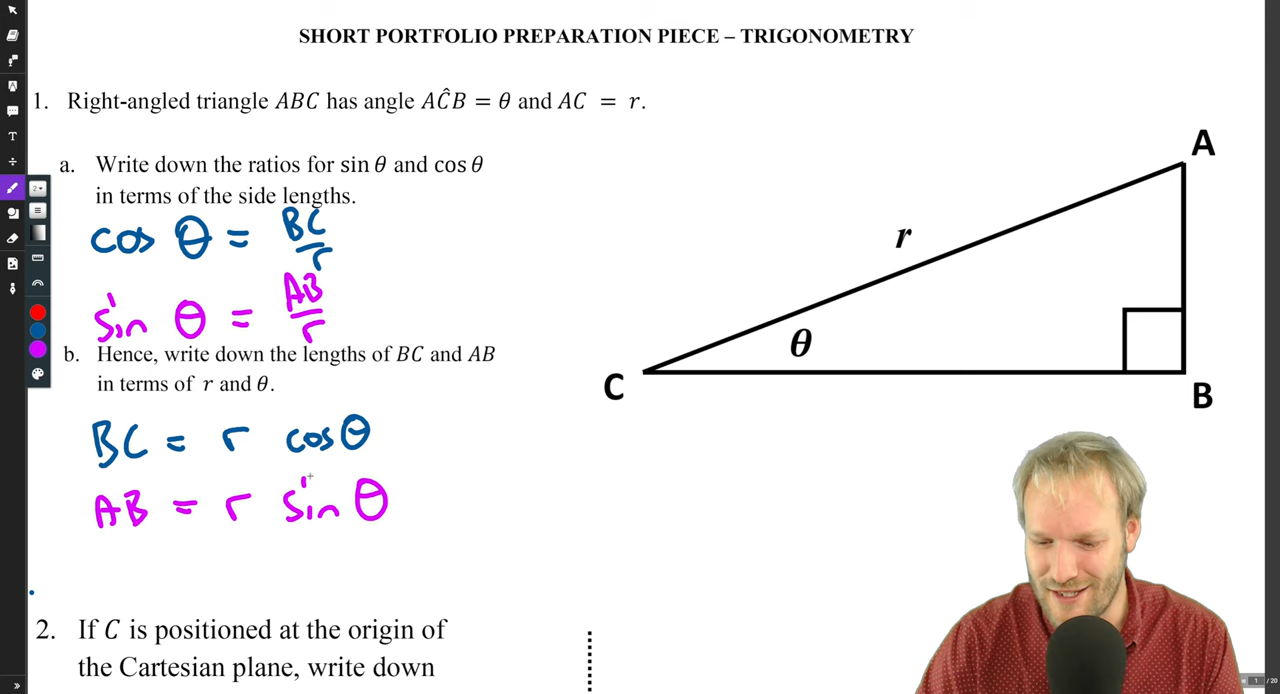 SHORT PORTFOLIO PREPARATION PIECE – TRIGONOMETRY
1. Right-angled triangle ABC has angle AĈB = θ and AC = r.
a. Write down the ratios for sin θ and cos θ
in terms of the side lengths.
cos θ = BC/r
sin θ = AB/r
b. Hence, write down the lengths of BC and AB
in terms of r and θ.
BC = r cos θ
AB = r sin θ
A
r
θ
C
B
2. If C is positioned at the origin of
the Cartesian plane, write down
1 / 20